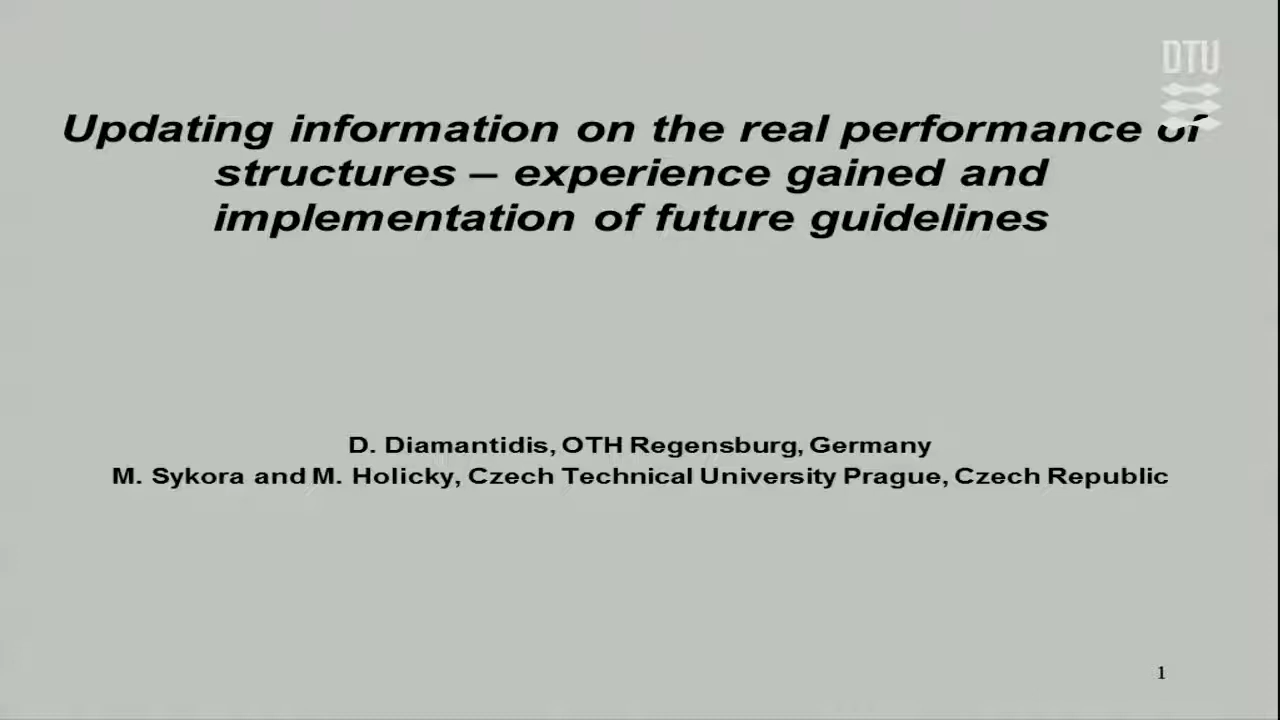 DTU
Updating information on the real performance of
structures – experience gained and
implementation of future guidelines
D. Diamantidis, OTH Regensburg, Germany
M. Sykora and M. Holicky, Czech Technical University Prague, Czech Republic
1